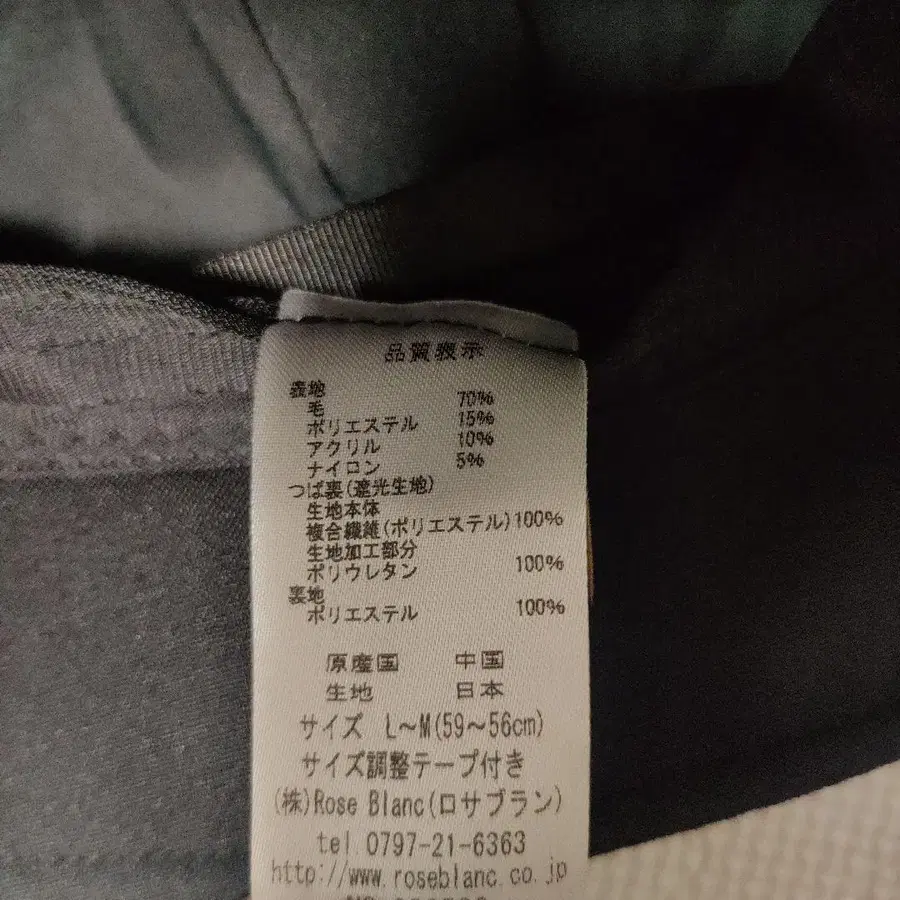 品質表示
表地
毛 70%
ポリエステル 15%
アクリル 10%
ナイロン 5%
つば裏(遮光生地)
生地本体
複合繊維(ポリエステル)100%
生地加工部分
ポリウレタン 100%
裏地
ポリエステル 100%
原産国 中国
生地 日本
サイズ L～M(59～56cm)
サイズ調整テープ付き
(株)Rose Blanc(ロサブラン)
tel.0797-21-6363
http://www.roseblanc.co.jp